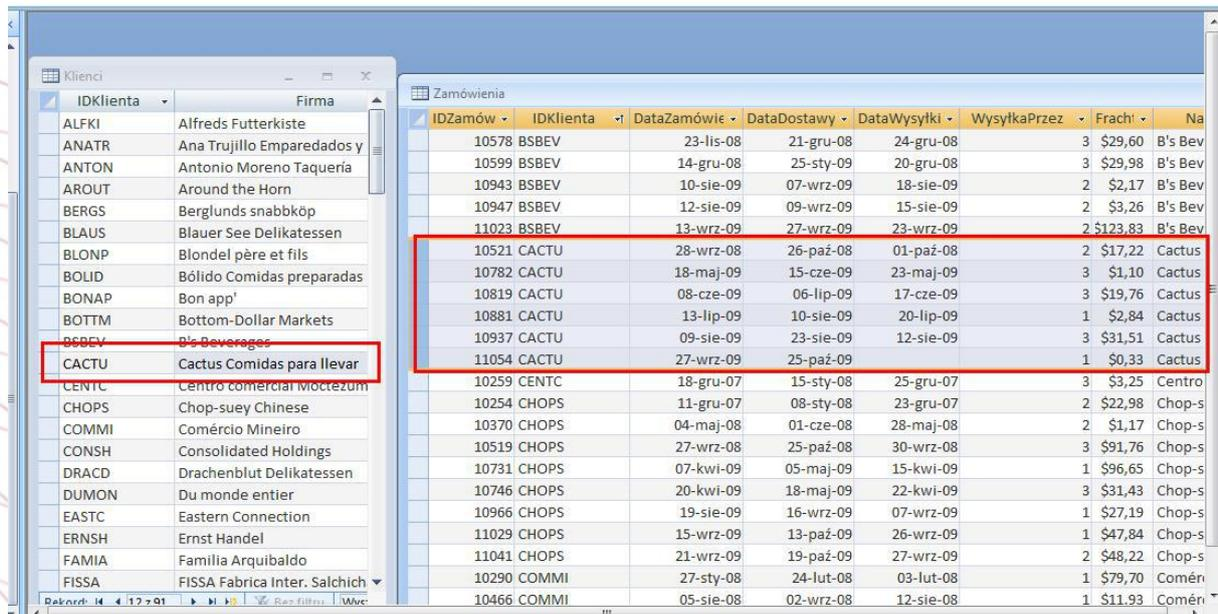 Klienci
IDKlienta Firma
ALFKI Alfreds Futterkiste
ANATR Ana Trujillo Emparedados y
ANTON Antonio Moreno Taquería
AROUT Around the Horn
BERGS Berglunds snabbköp
BLAUS Blauer See Delikatessen
BLONP Blondel père et fils
BOLID Bólido Comidas preparadas
BONAP Bon app'
BOTTM Bottom-Dollar Markets
BSBEV B's Beverages
CACTU Cactus Comidas para llevar
CENTC Centro comercial Moctezum
CHOPS Chop-suey Chinese
COMMI Comércio Mineiro
CONSH Consolidated Holdings
DRACD Drachenblut Delikatessen
DUMON Du monde entier
EASTC Eastern Connection
ERNSH Ernst Handel
FAMIA Familia Arquibaldo
FISSA FISSA Fabrica Inter. Salchich
Rekord: 12 z 91 Bez filtru Wys
Zamówienia
IDZamów IDKlienta DataZamówie DataDostawy DataWysyłki WysyłkaPrzez Fracht Na
10578 BSBEV 23-lis-08 21-gru-08 24-gru-08 3 $29,60 B's Bev
10599 BSBEV 14-gru-08 25-sty-09 20-gru-08 3 $29,98 B's Bev
10943 BSBEV 10-sie-09 07-wrz-09 18-sie-09 2 $2,17 B's Bev
10947 BSBEV 12-sie-09 09-wrz-09 15-sie-09 2 $3,26 B's Bev
11023 BSBEV 13-wrz-09 27-wrz-09 23-wrz-09 2 $123,83 B's Bev
10521 CACTU 28-wrz-08 26-paź-08 01-paź-08 2 $17,22 Cactus
10782 CACTU 18-maj-09 15-cze-09 23-maj-09 3 $1,10 Cactus
10819 CACTU 08-cze-09 06-lip-09 17-cze-09 3 $19,76 Cactus
10881 CACTU 13-lip-09 10-sie-09 20-lip-09 1 $2,84 Cactus
10937 CACTU 09-sie-09 23-sie-09 12-sie-09 3 $31,51 Cactus
11054 CACTU 27-wrz-09 25-paź-09 1 $0,33 Cactus
10259 CENTC 18-gru-07 15-sty-08 25-gru-07 3 $3,25 Centro
10254 CHOPS 11-gru-07 08-sty-08 23-gru-07 2 $22,98 Chop-s
10370 CHOPS 04-maj-08 01-cze-08 28-maj-08 2 $1,17 Chop-s
10519 CHOPS 27-wrz-08 25-paź-08 30-wrz-08 3 $91,76 Chop-s
10731 CHOPS 07-kwi-09 05-maj-09 15-kwi-09 1 $96,65 Chop-s
10746 CHOPS 20-kwi-09 18-maj-09 22-kwi-09 3 $31,43 Chop-s
10966 CHOPS 19-sie-09 16-wrz-09 07-wrz-09 1 $27,19 Chop-s
11029 CHOPS 15-wrz-09 13-paź-09 26-wrz-09 1 $47,84 Chop-s
11041 CHOPS 21-wrz-09 19-paź-09 27-wrz-09 2 $48,22 Chop-s
10290 COMMI 27-sty-08 24-lut-08 03-lut-08 1 $79,70 Comér
10466 COMMI 05-sie-08 02-wrz-08 12-sie-08 1 $11,93 Comér